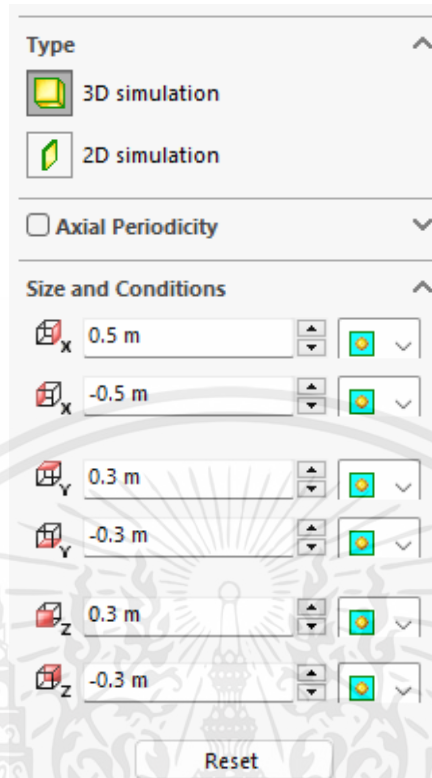 Type
3D simulation
2D simulation
Axial Periodicity
Size and Conditions
X 0.5 m
X -0.5 m
Y 0.3 m
Y -0.3 m
Z 0.3 m
Z -0.3 m
Reset